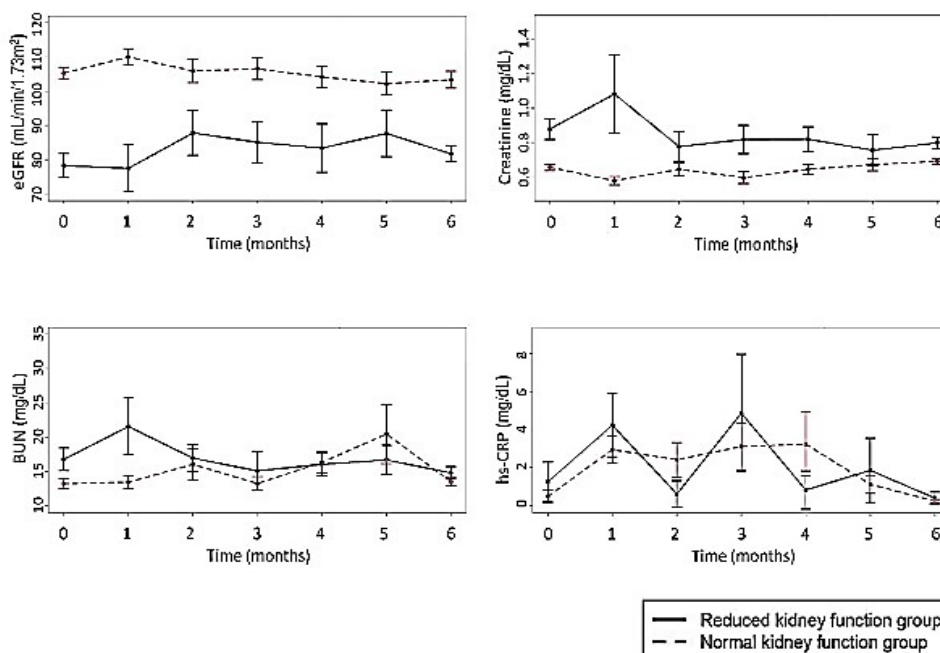 eGFR (mL/min/1.73m²)
70 80 90 100 110 120
0 1 2 3 4 5 6
Time (months)
Creatinine (mg/dL)
0.6 0.8 1.0 1.2 1.4
0 1 2 3 4 5 6
Time (months)
BUN (mg/dL)
10 15 20 25 30 35
0 1 2 3 4 5 6
Time (months)
hs-CRP (mg/dL)
0 2 4 6 8
0 1 2 3 4 5 6
Time (months)
Reduced kidney function group
Normal kidney function group